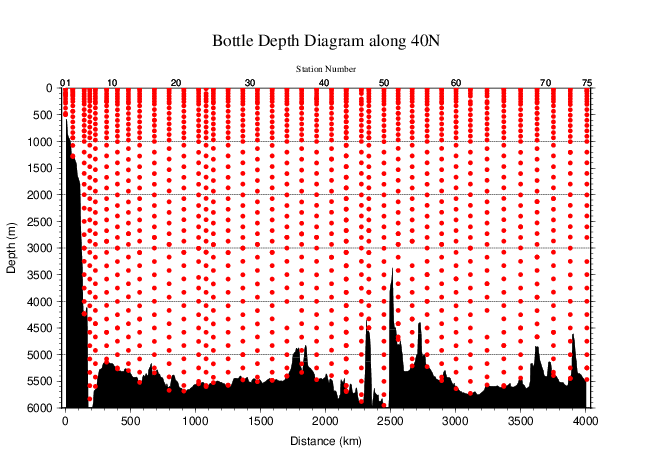 Bottle Depth Diagram along 40N
Station Number
01 10 20 30 40 50 60 70 75
0
500
1000
1500
2000
2500
3000
3500
4000
4500
5000
5500
6000
Depth (m)
0 500 1000 1500 2000 2500 3000 3500 4000
Distance (km)